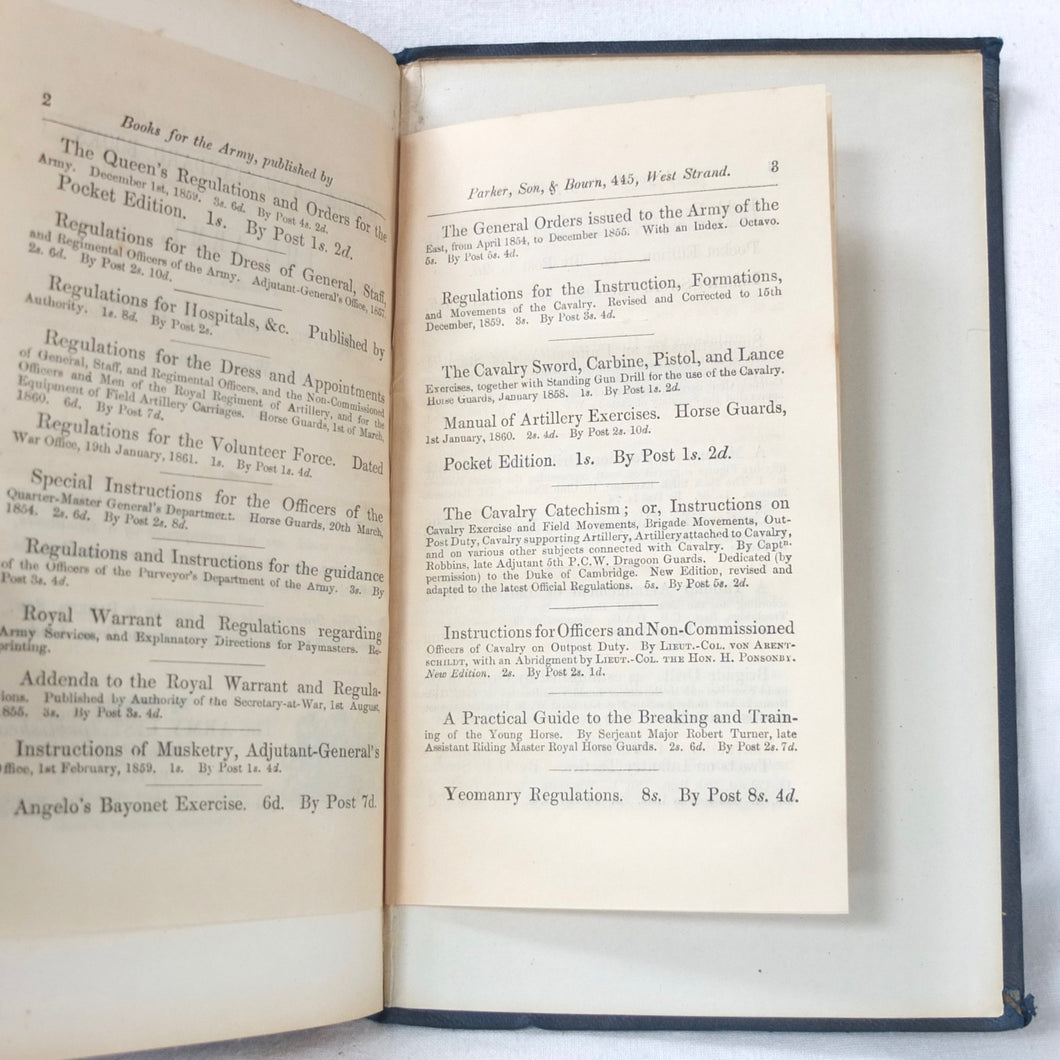 2
Books for the Army, published by
The Queen's Regulations and Orders for the
Army. December 1st, 1859. 3s. 6d. By Post 4s. 2d.
Pocket Edition. 1s. By Post 1s. 2d.
Regulations for the Dress of General, Staff,
and Regimental Officers of the Army. Adjutant-General's Office, 1857.
2s. 6d. By Post 2s. 10d.
Regulations for Hospitals, &c. Published by
Authority. 1s. 8d. By Post 2s.
Regulations for the Dress and Appointments
of General, Staff, and Regimental Officers, and the Non-Commissioned
Officers and Men of the Royal Regiment of Artillery, and for the
Equipment of Field Artillery Carriages. Horse Guards, 1st of March,
1860. 6d. By Post 7d.
Regulations for the Volunteer Force. Dated
War Office, 19th January, 1861. 1s. By Post 1s. 4d.
Special Instructions for the Officers of the
Quarter-Master General's Department. Horse Guards, 20th March,
1854. 2s. 6d. By Post 2s. 8d.
Regulations and Instructions for the guidance
of the Officers of the Purveyor's Department of the Army. 3s. By
Post 3s. 4d.
Royal Warrant and Regulations regarding
Army Services, and Explanatory Directions for Paymasters. Re-
printing.
Addenda to the Royal Warrant and Regula-
ions. Published by Authority of the Secretary-at-War, 1st August,
855. 3s. By Post 3s. 4d.
Instructions of Musketry, Adjutant-General's
Office, 1st February, 1859. 1s. By Post 1s. 4d.
Angelo's Bayonet Exercise. 6d. By Post 7d.
Parker, Son, & Bourn, 445, West Strand. 3
The General Orders issued to the Army of the
East, from April 1854, to December 1855. With an Index. Octavo.
5s. By Post 5s. 4d.
Regulations for the Instruction, Formations,
and Movements of the Cavalry. Revised and Corrected to 15th
December, 1859. 3s. By Post 3s. 4d.
The Cavalry Sword, Carbine, Pistol, and Lance
Exercises, together with Standing Gun Drill for the use of the Cavalry.
Horse Guards, January 1858. 1s. By Post 1s. 2d.
Manual of Artillery Exercises. Horse Guards,
1st January, 1860. 2s. 4d. By Post 2s. 10d.
Pocket Edition. 1s. By Post 1s. 2d.
The Cavalry Catechism; or, Instructions on
Cavalry Exercise and Field Movements, Brigade Movements, Out-
Post Duty, Cavalry supporting Artillery, Artillery attached to Cavalry,
and on various other subjects connected with Cavalry. By Captn.
Robbins, late Adjutant 5th P.C.W. Dragoon Guards. Dedicated (by
permission) to the Duke of Cambridge. New Edition, revised and
adapted to the latest Official Regulations. 5s. By Post 5s. 2d.
Instructions for Officers and Non-Commissioned
Officers of Cavalry on Outpost Duty. By LIEUT.-COL. VON ARENT-
SCHILDT, with an Abridgment by LIEUT.-COL. THE HON. H. PONSONBY.
New Edition. 2s. By Post 2s. 1d.
A Practical Guide to the Breaking and Train-
ing of the Young Horse. By Serjeant Major Robert Turner, late
Assistant Riding Master Royal Horse Guards. 2s. 6d. By Post 2s. 7d.
Yeomanry Regulations. 8s. By Post 8s. 4d.